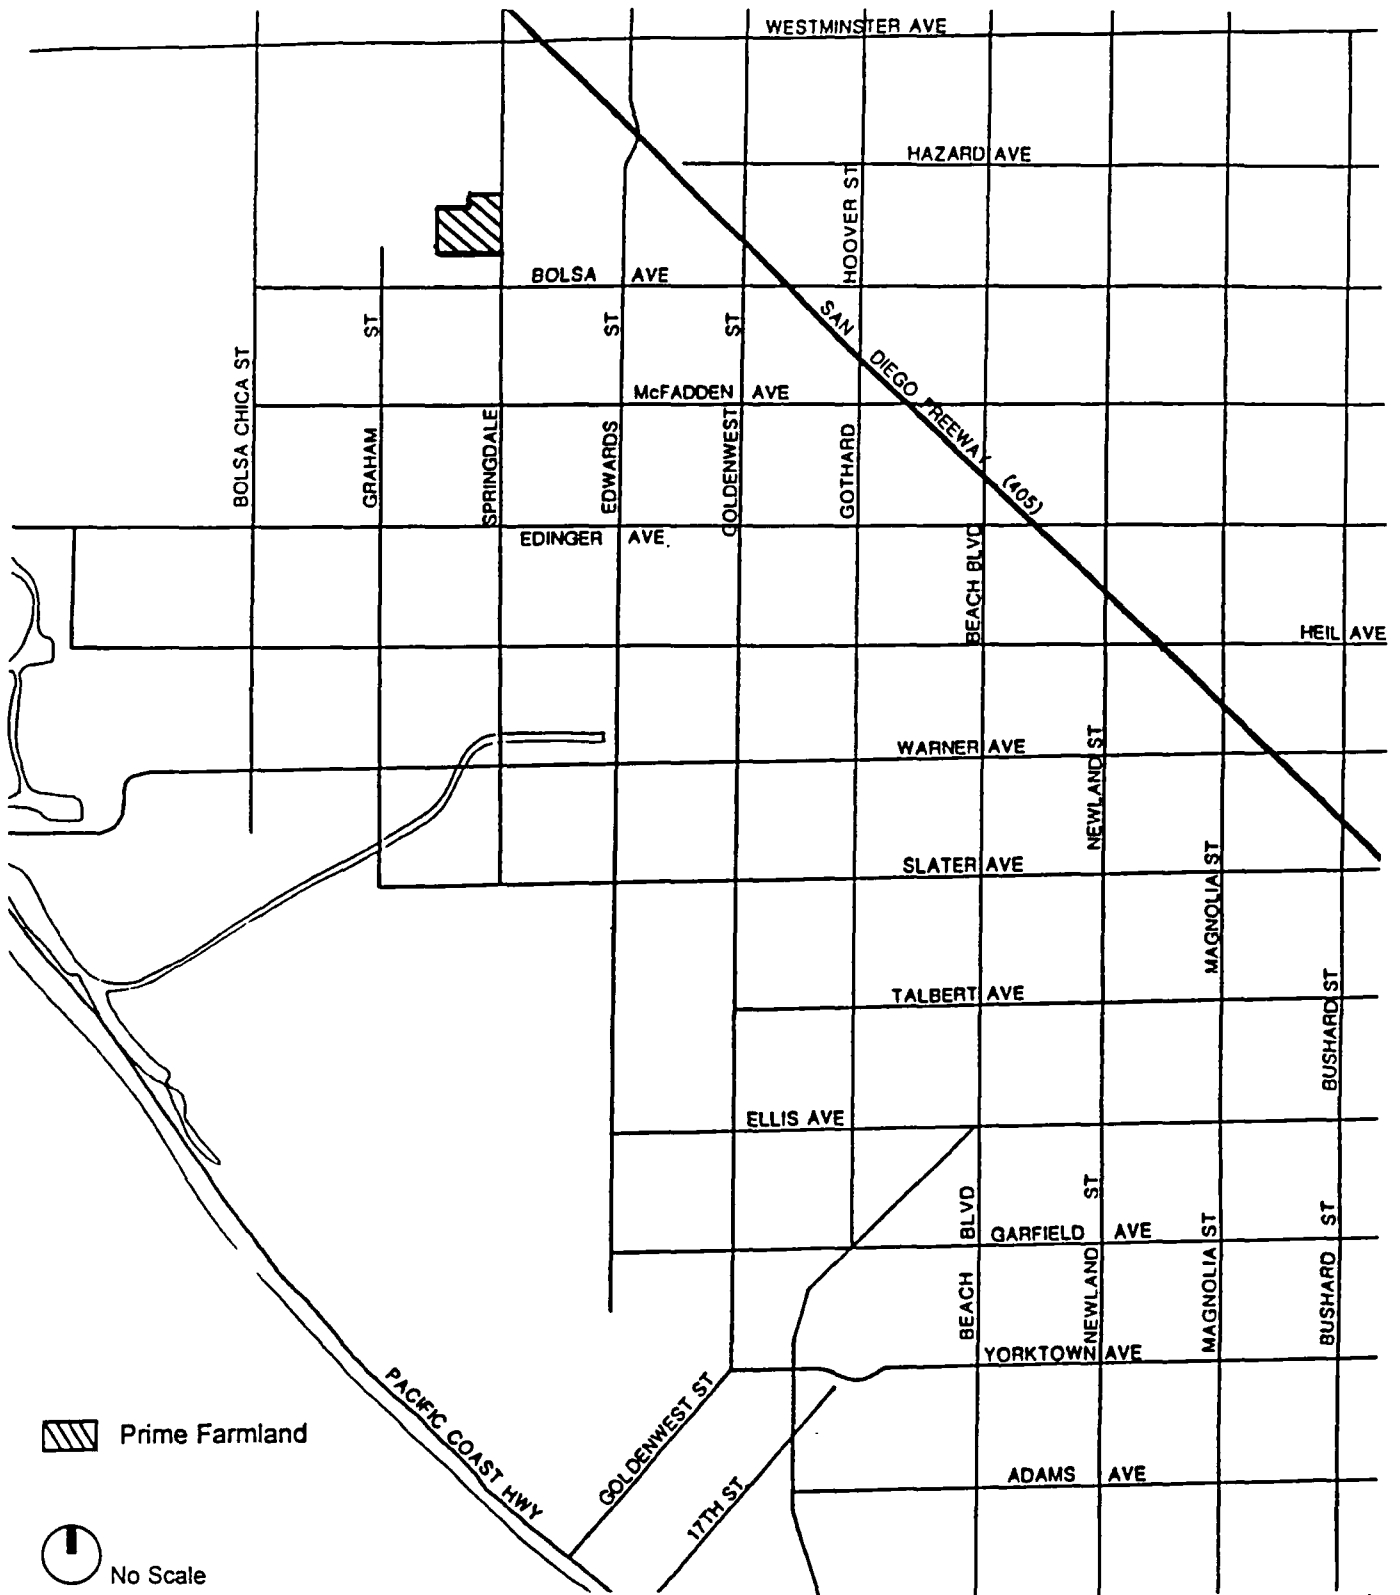 WESTMINSTER AVE
HAZARD AVE
HOOVER ST
BOLSA AVE
SAN DIEGO FREEWAY (405)
BOLSA CHICA ST
GRAHAM ST
SPRINGDALE
EDWARDS ST
GOLDENWEST ST
McFADDEN AVE
GOTHARD
EDINGER AVE.
BEACH BLVD
HEIL AVE
WARNER AVE
NEWLAND ST
SLATER AVE
MAGNOLIA ST
TALBERT AVE
BUSHARD ST
ELLIS AVE
BEACH BLVD
GARFIELD AVE
NEWLAND ST
MAGNOLIA ST
BUSHARD ST
YORKTOWN AVE
PACIFIC COAST HWY
GOLDENWEST ST
17TH ST
ADAMS AVE
Prime Farmland
No Scale